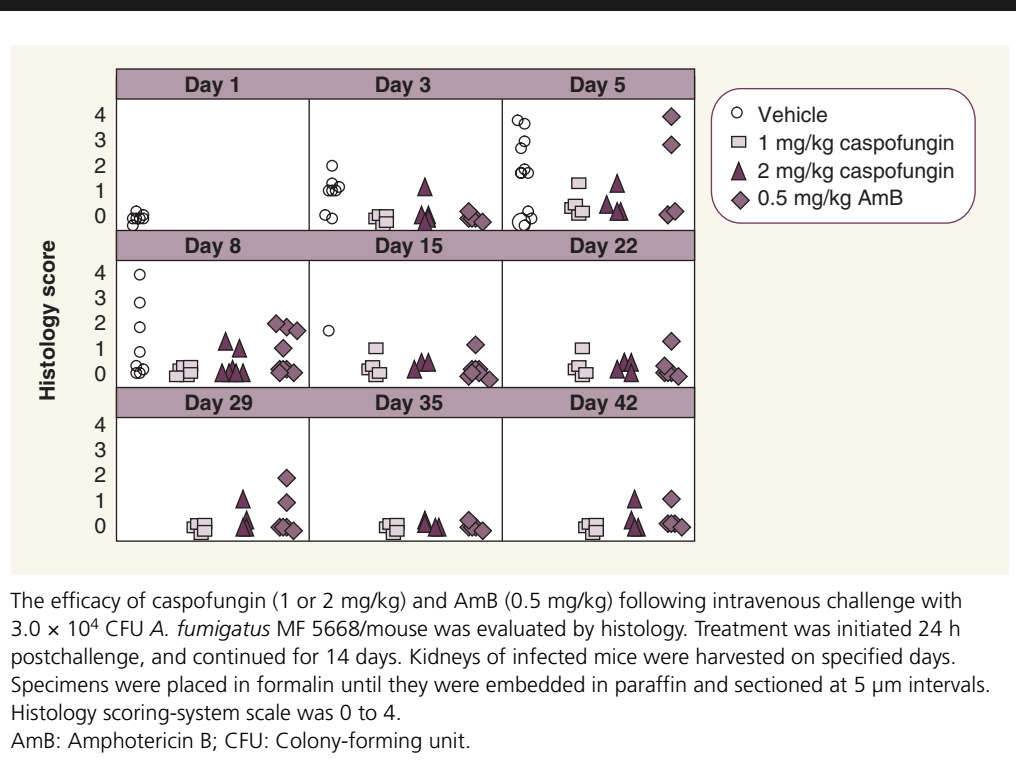 Day 1 Day 3 Day 5
4
3
2
1
0
Vehicle
1 mg/kg caspofungin
2 mg/kg caspofungin
0.5 mg/kg AmB
Histology score
Day 8 Day 15 Day 22
4
3
2
1
0
Day 29 Day 35 Day 42
4
3
2
1
0
The efficacy of caspofungin (1 or 2 mg/kg) and AmB (0.5 mg/kg) following intravenous challenge with
3.0 × 10⁴ CFU A. fumigatus MF 5668/mouse was evaluated by histology. Treatment was initiated 24 h
postchallenge, and continued for 14 days. Kidneys of infected mice were harvested on specified days.
Specimens were placed in formalin until they were embedded in paraffin and sectioned at 5 µm intervals.
Histology scoring-system scale was 0 to 4.
AmB: Amphotericin B; CFU: Colony-forming unit.